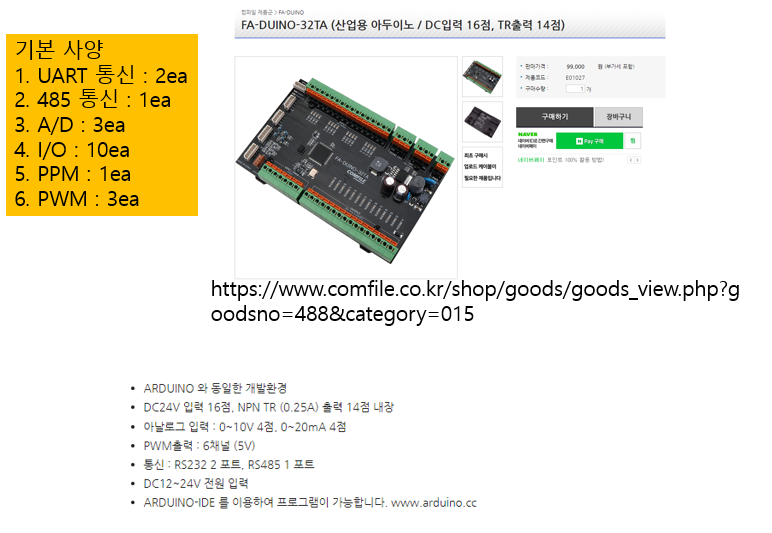 컴파일 제품군 > FA-DUINO
FA-DUINO-32TA (산업용 아두이노 / DC입력 16점, TR출력 14점)
기본 사양
1. UART 통신 : 2ea
2. 485 통신 : 1ea
3. A/D : 3ea
4. I/O : 10ea
5. PPM : 1ea
6. PWM : 3ea
판매가격 : 99,000 원 (부가세 포함)
제품코드 : E01027
구매수량 : 1 개
구매하기
장바구니
NAVER
네이버페이
N Pay 구매
찜
네이버페이 포인트 100% 활용 방법!
최초 구매시
업로드 케이블이
필요한 제품입니다
FA-DUINO-32TA
COMFILE
https://www.comfile.co.kr/shop/goods/goods_view.php?g
oodsno=488&category=015
• ARDUINO 와 동일한 개발환경
• DC24V 입력 16점, NPN TR (0.25A) 출력 14점 내장
• 아날로그 입력 : 0~10V 4점, 0~20mA 4점
• PWM출력 : 6채널 (5V)
• 통신 : RS232 2 포트, RS485 1 포트
• DC12~24V 전원 입력
• ARDUINO-IDE 를 이용하여 프로그램이 가능합니다. www.arduino.cc